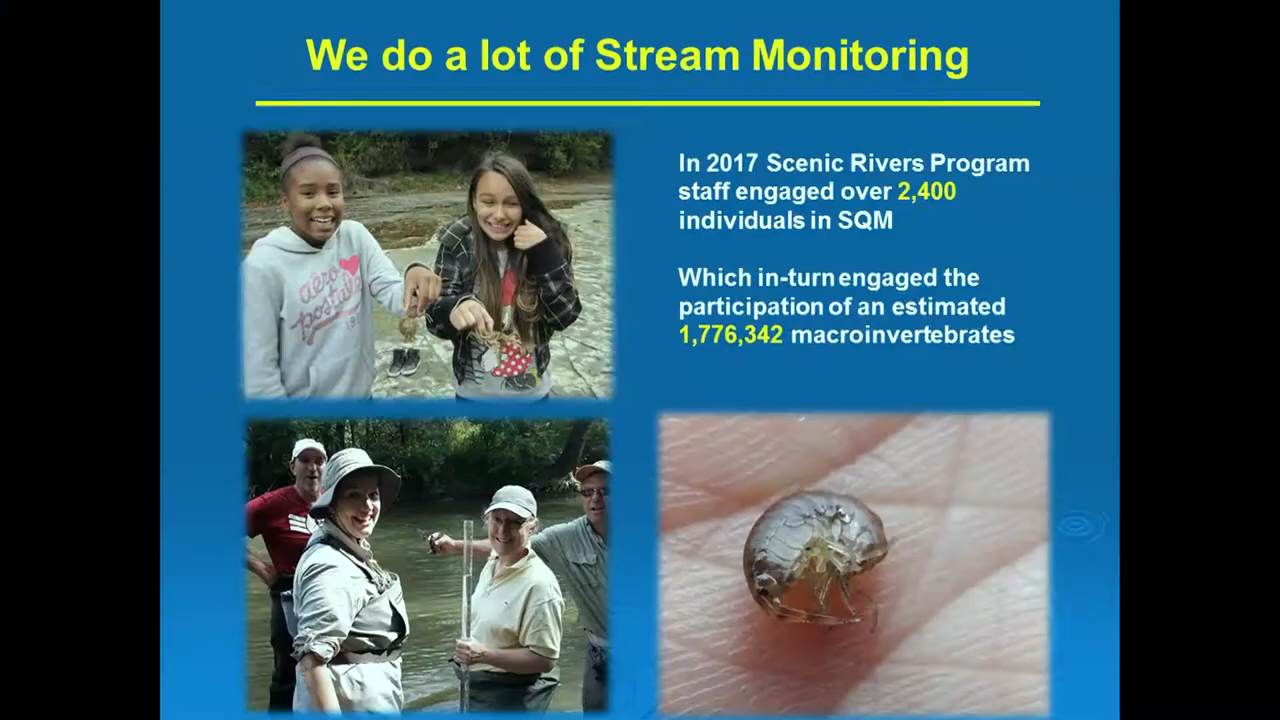 We do a lot of Stream Monitoring
In 2017 Scenic Rivers Program
staff engaged over 2,400
individuals in SQM
Which in-turn engaged the
participation of an estimated
1,776,342 macroinvertebrates
aéro
postale